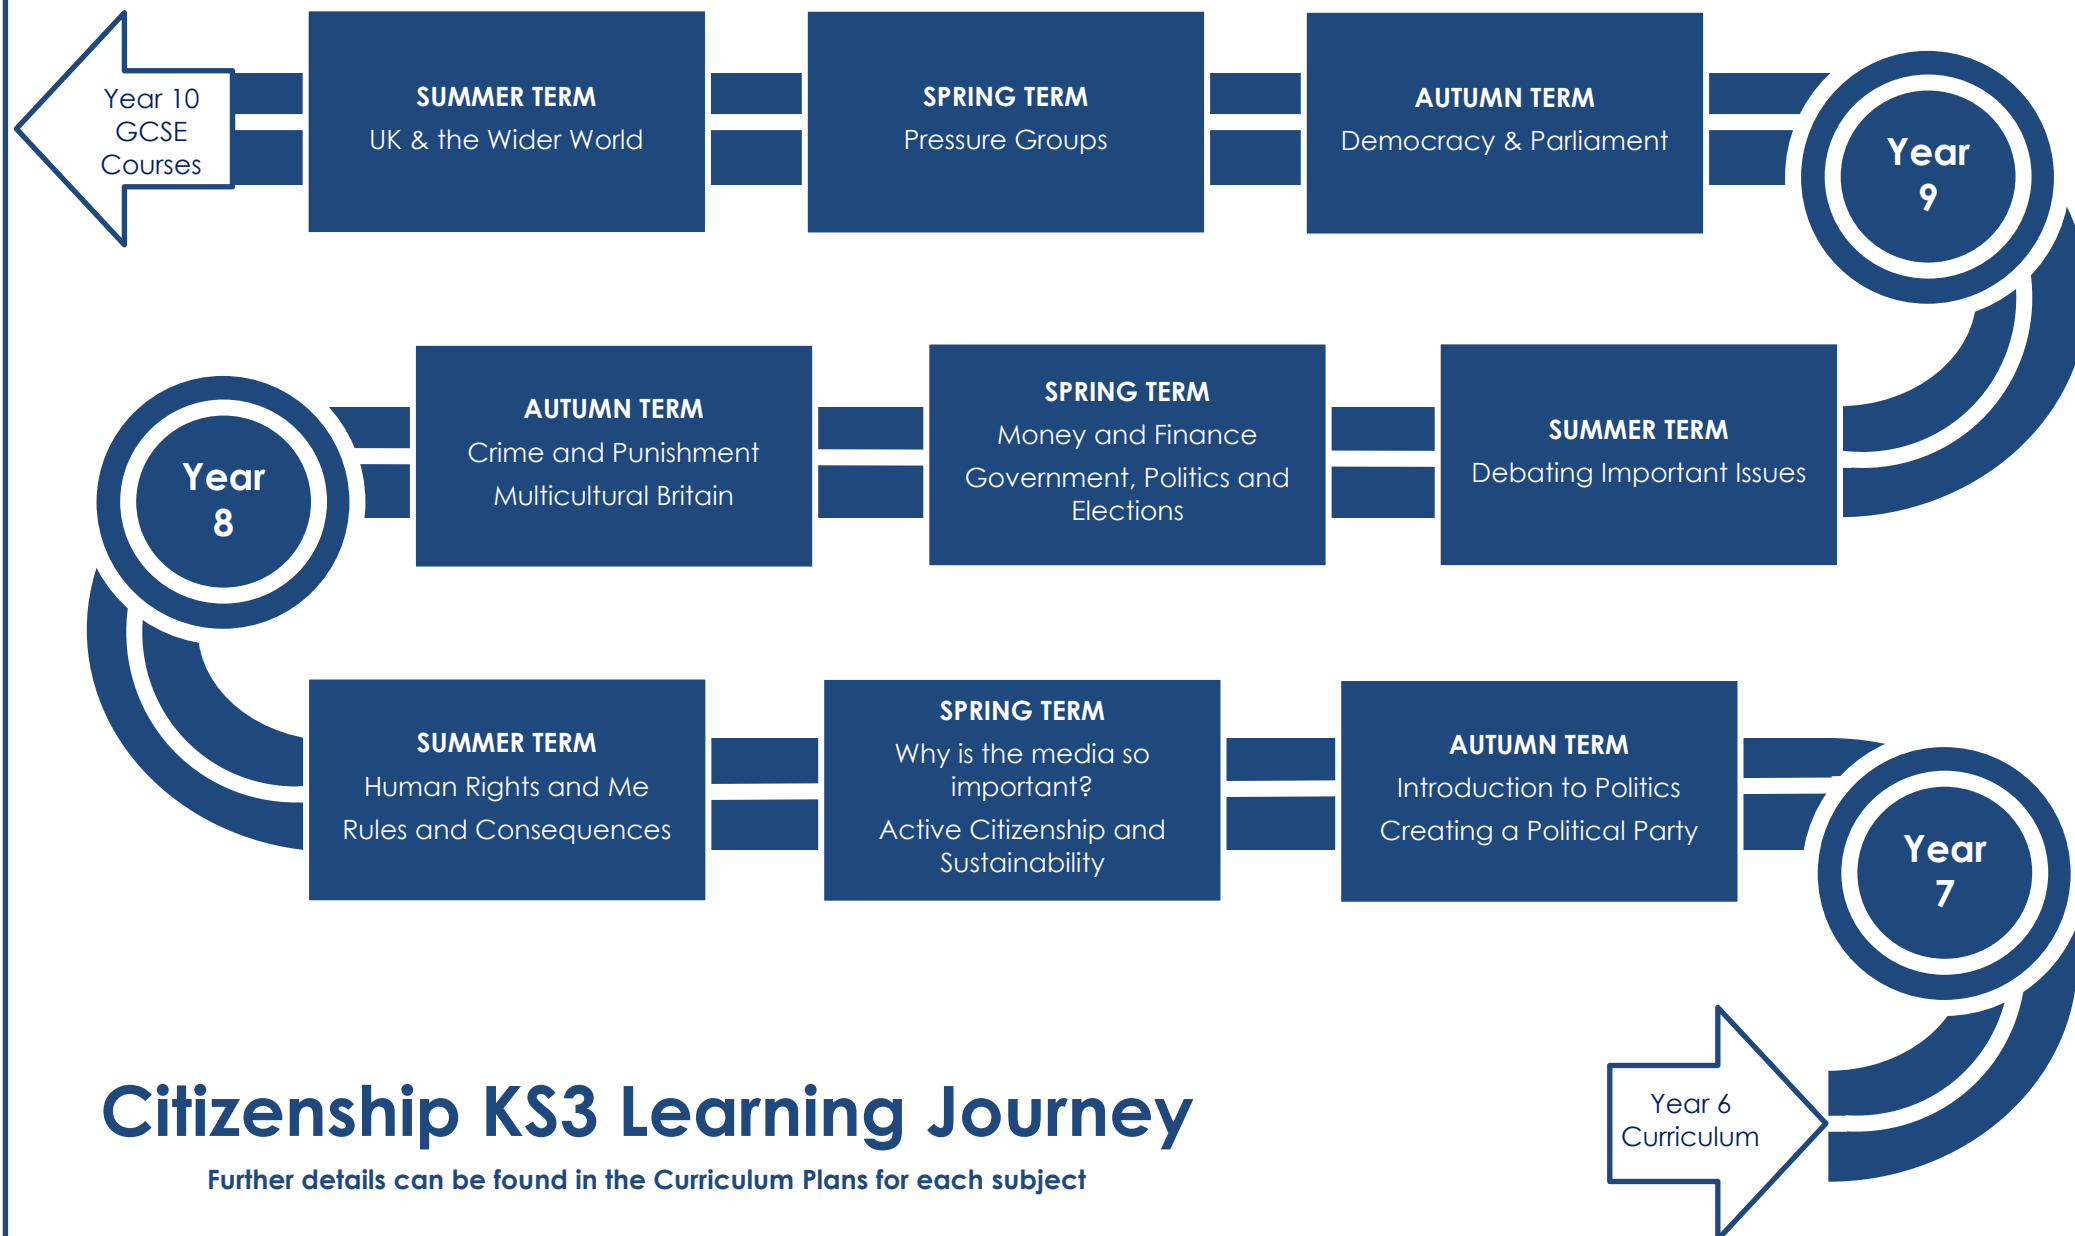 Year 10
GCSE
Courses
SUMMER TERM
UK & the Wider World
SPRING TERM
Pressure Groups
AUTUMN TERM
Democracy & Parliament
Year
9
Year
8
AUTUMN TERM
Crime and Punishment
Multicultural Britain
SPRING TERM
Money and Finance
Government, Politics and
Elections
SUMMER TERM
Debating Important Issues
SUMMER TERM
Human Rights and Me
Rules and Consequences
SPRING TERM
Why is the media so
important?
Active Citizenship and
Sustainability
AUTUMN TERM
Introduction to Politics
Creating a Political Party
Year
7
Citizenship KS3 Learning Journey
Further details can be found in the Curriculum Plans for each subject
Year 6
Curriculum